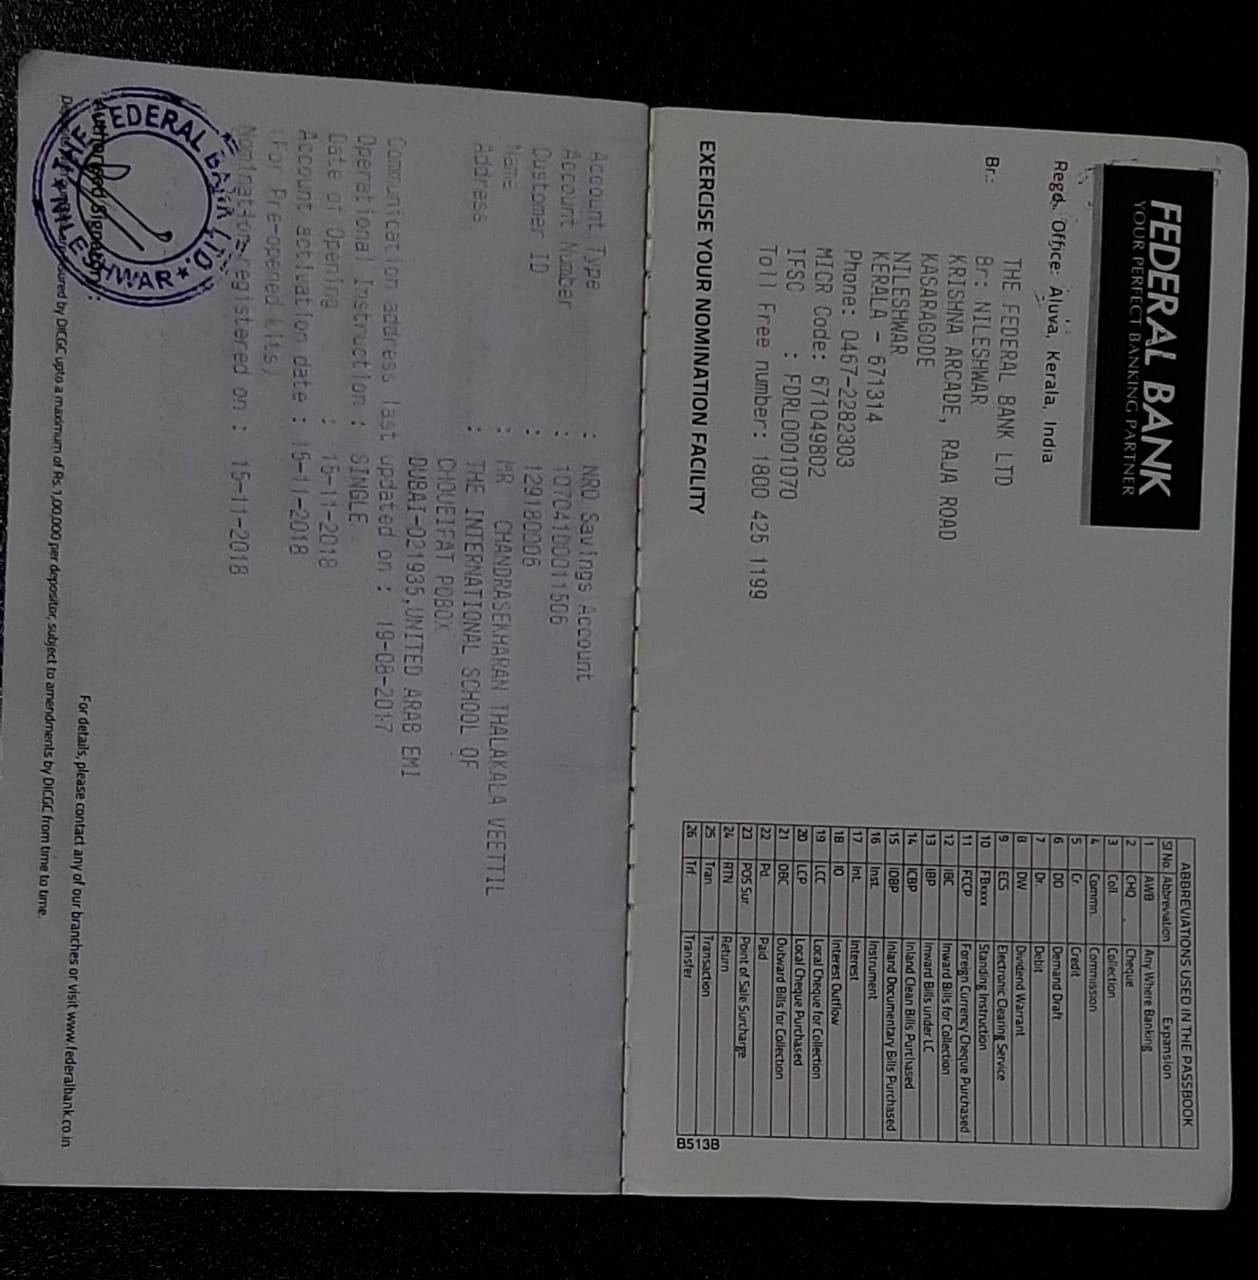 FEDERAL BANK
YOUR PERFECT BANKING PARTNER
Regd. Office: Aluva, Kerala, India
THE FEDERAL BANK LTD
Br.: Br: NILESHWAR
KRISHNA ARCADE, RAJA ROAD
KASARAGODE
NILESHWAR
KERALA - 671314
Phone: 0467-2282303
MICR Code: 671049802
IFSC : FDRL0001070
Toll Free number: 1800 425 1199
EXERCISE YOUR NOMINATION FACILITY
ABBREVIATIONS USED IN THE PASSBOOK
Sl No. Abbreviation Expansion
1 AWB Any Where Banking
2 CHQ Cheque
3 Coll. Collection
4 Commn. Commission
5 Cr. Credit
6 DD Demand Draft
7 Dr. Debit
8 DW Dividend Warrant
9 ECS Electronic Clearing Service
10 FBxxxx Standing Instruction
11 FCCP Foreign Currency Cheque Purchased
12 IBC Inward Bills for Collection
13 IBP Inward Bills under LC
14 ICBP Inland Clean Bills Purchased
15 IDBP Inland Documentary Bills Purchased
16 Inst. Instrument
17 Int. Interest
18 IO Interest Outflow
19 LCC Local Cheque for Collection
20 LCP Local Cheque Purchased
21 OBC Outward Bills for Collection
22 Pd. Paid
23 POS Sur. Point of Sale Surcharge
24 RTN Return
25 Tran Transaction
26 Trf. Transfer
B513B
Account Type : NRO Savings Account
Account Number : 10704100011506
Customer ID : 129180006
Name : MR CHANDRASEKHARAN THALAKALA VEETTIL
Address : THE INTERNATIONAL SCHOOL OF
CHOUEIFAT POBOX
DUBAI-021935,UNITED ARAB EMI
Communication address last updated on : 19-08-2017
Operational Instruction : SINGLE
Date of Opening : 15-11-2018
Account activation date : 15-11-2018
(For Pre-opened kits)
Nomination registered on : 15-11-2018
THE FEDERAL BANK LTD.
★ NILESHWAR ★
Authorised Signatory:
For details, please contact any of our branches or visit www.federalbank.co.in
insured by DICGC upto a maximum of Rs. 1,00,000 per depositor, subject to amendments by DICGC from time to time.